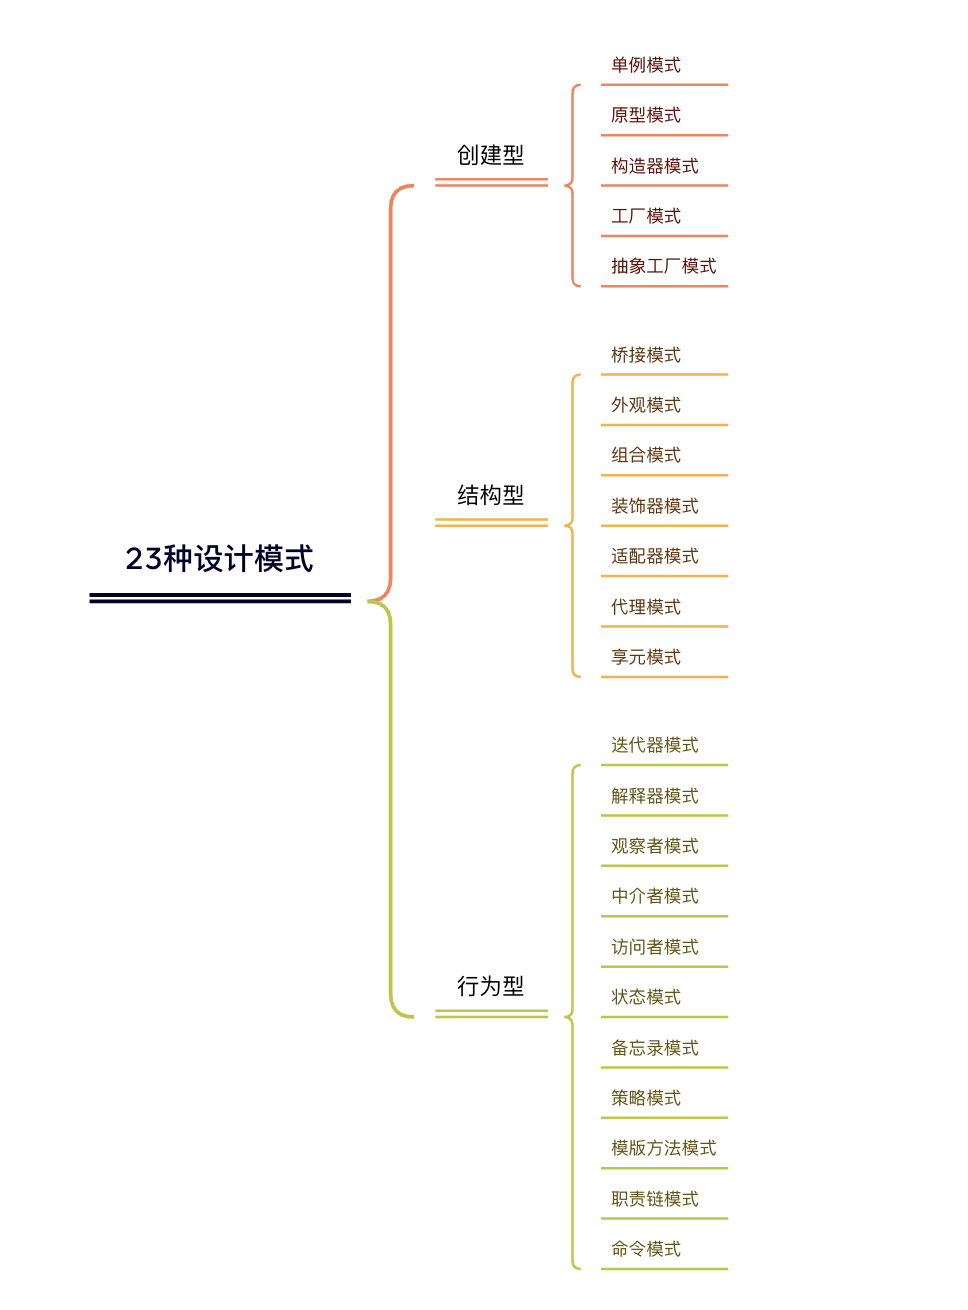 23种设计模式
创建型
单例模式
原型模式
构造器模式
工厂模式
抽象工厂模式
结构型
桥接模式
外观模式
组合模式
装饰器模式
适配器模式
代理模式
享元模式
行为型
迭代器模式
解释器模式
观察者模式
中介者模式
访问者模式
状态模式
备忘录模式
策略模式
模版方法模式
职责链模式
命令模式